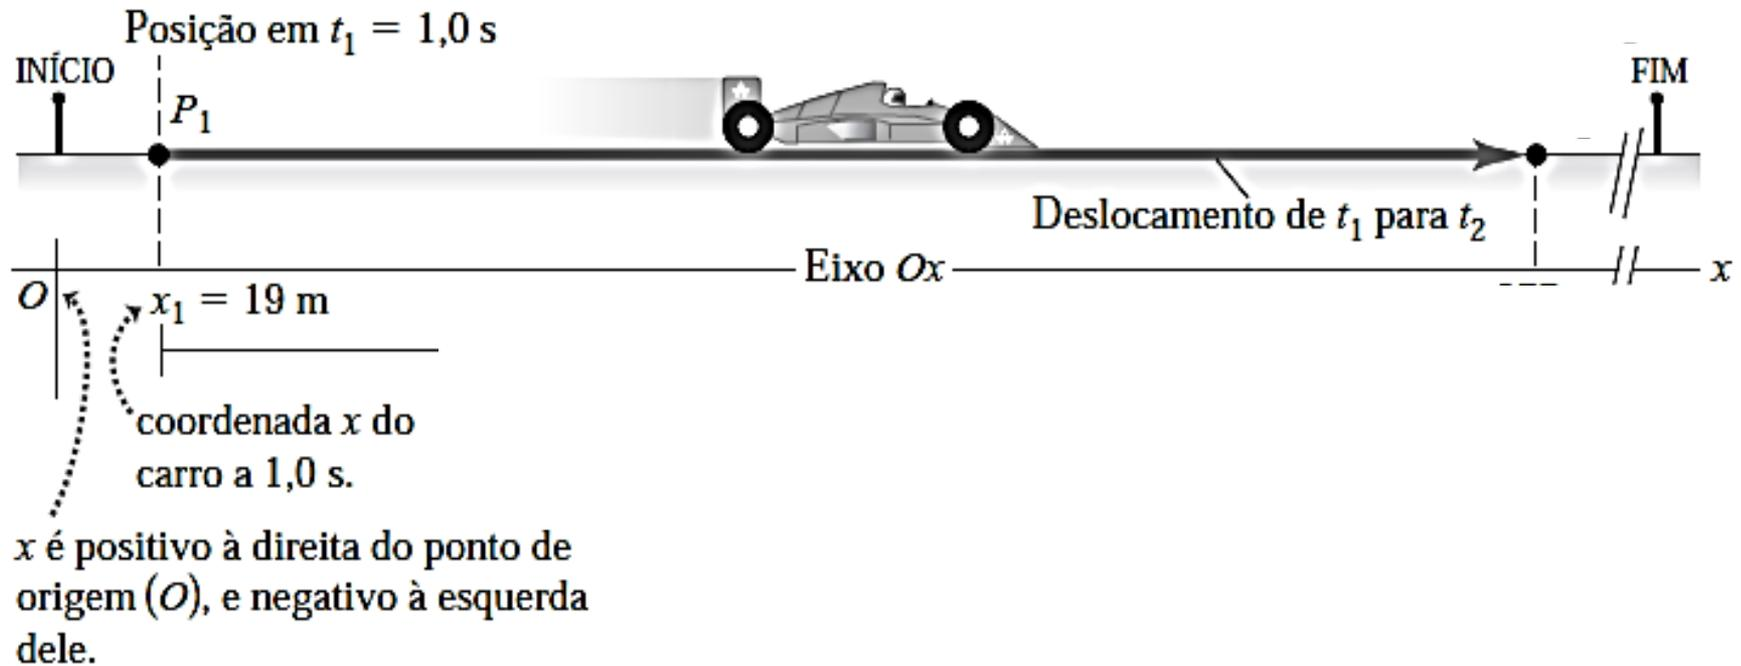 Posição em t₁ = 1,0 s
INÍCIO
FIM
P₁
Deslocamento de t₁ para t₂
Eixo Ox
x
O
x₁ = 19 m
coordenada x do
carro a 1,0 s.
x é positivo à direita do ponto de
origem (O), e negativo à esquerda
dele.